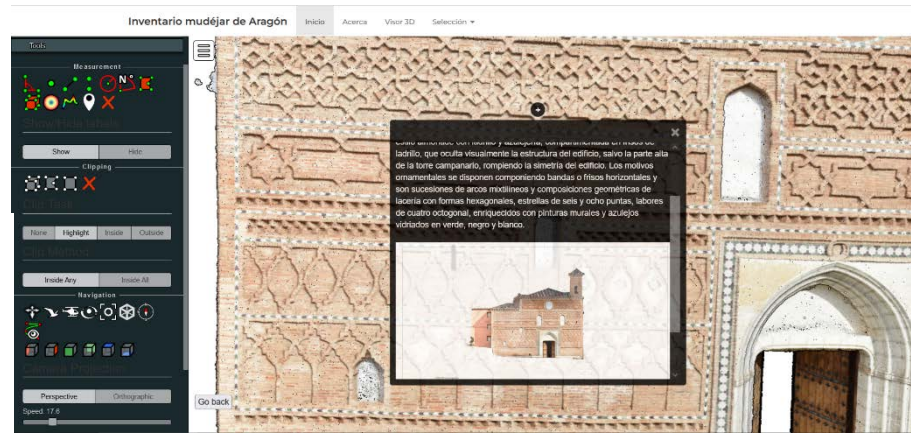 Inventario mudéjar de Aragón
Inicio
Acerca
Visor 3D
Selección
Tools
Measurement
N°
Show/Hide labels
Show
Hide
Clipping
Clip Task
None
Highlight
Inside
Outside
Clip Method
Inside Any
Inside All
Navigation
Camera Projection
Perspective
Orthographic
Speed: 17.6
Go back
ladrillo, que oculta visualmente la estructura del edificio, salvo la parte alta
de la torre campanario, rompiendo la simetría del edificio. Los motivos
ornamentales se disponen componiendo bandas o frisos horizontales y
son sucesiones de arcos mixtilíneos y composiciones geométricas de
lacería con formas hexagonales, estrellas de seis y ocho puntas, labores
de cuatro octogonal, enriquecidos con pinturas murales y azulejos
vidriados en verde, negro y blanco.